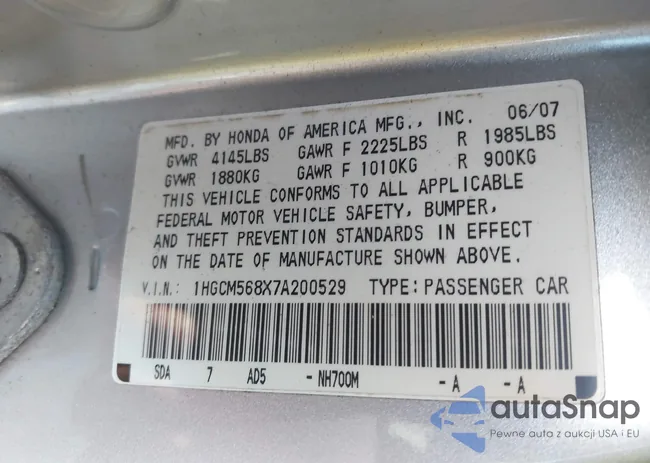 MFD. BY HONDA OF AMERICA MFG., INC. 06/07
GVWR 4145LBS GAWR F 2225LBS R 1985LBS
GVWR 1880KG GAWR F 1010KG R 900KG
THIS VEHICLE CONFORMS TO ALL APPLICABLE
FEDERAL MOTOR VEHICLE SAFETY, BUMPER,
AND THEFT PREVENTION STANDARDS IN EFFECT
ON THE DATE OF MANUFACTURE SHOWN ABOVE.
V.I.N.: 1HGCM568X7A200529 TYPE: PASSENGER CAR
SDA 7 AD5 -NH700M -A -A
autaSnap
Pewne auta z aukcji USA i EU